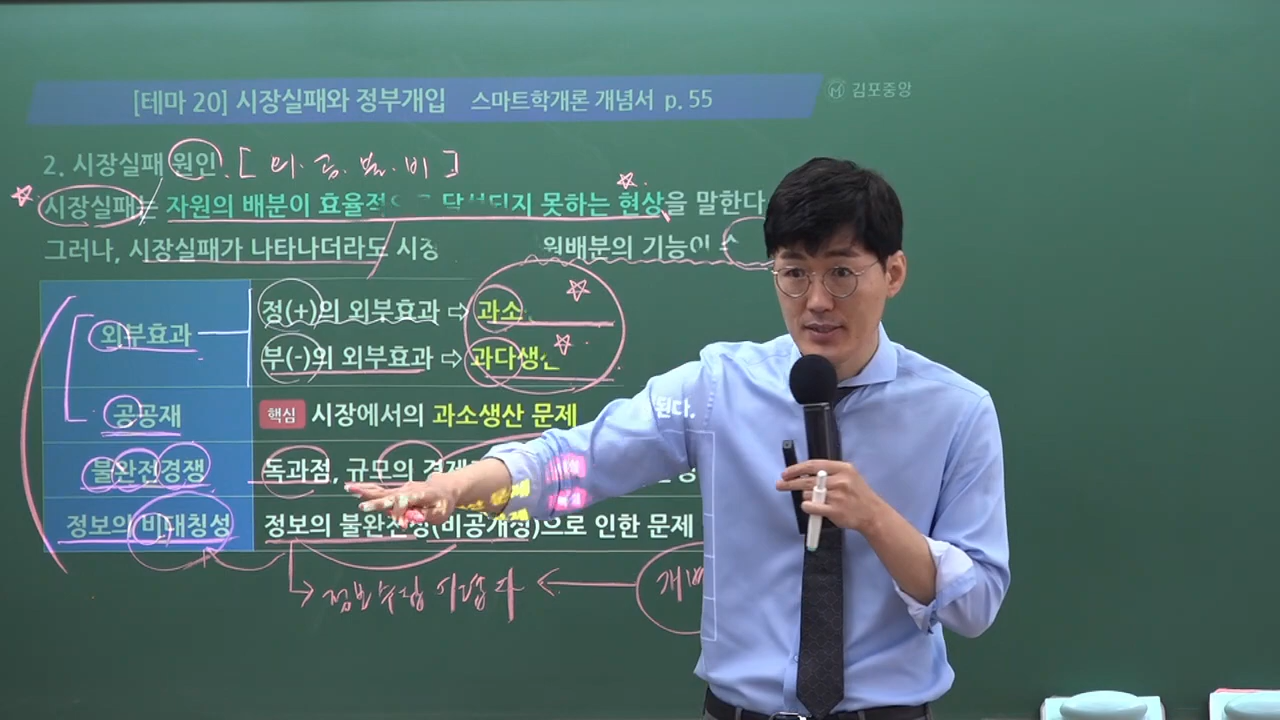 [테마 20] 시장실패와 정부개입 스마트학개론 개념서 p. 55
김포중앙
2. 시장실패 원인 [외·공·불·비]
시장실패는 자원의 배분이 효율적으로 달성되지 못하는 현상을 말한다
그러나, 시장실패가 나타나더라도 시장 원배분의 기능이
외부효과
정(+)의 외부효과 ⇨ 과소
부(-)의 외부효과 ⇨ 과다생산
된다.
공공재
핵심 시장에서의 과소생산 문제
불완전경쟁
독과점, 규모의 경제
정보의 비대칭성
정보의 불완전성(비공개성)으로 인한 문제
정보수집